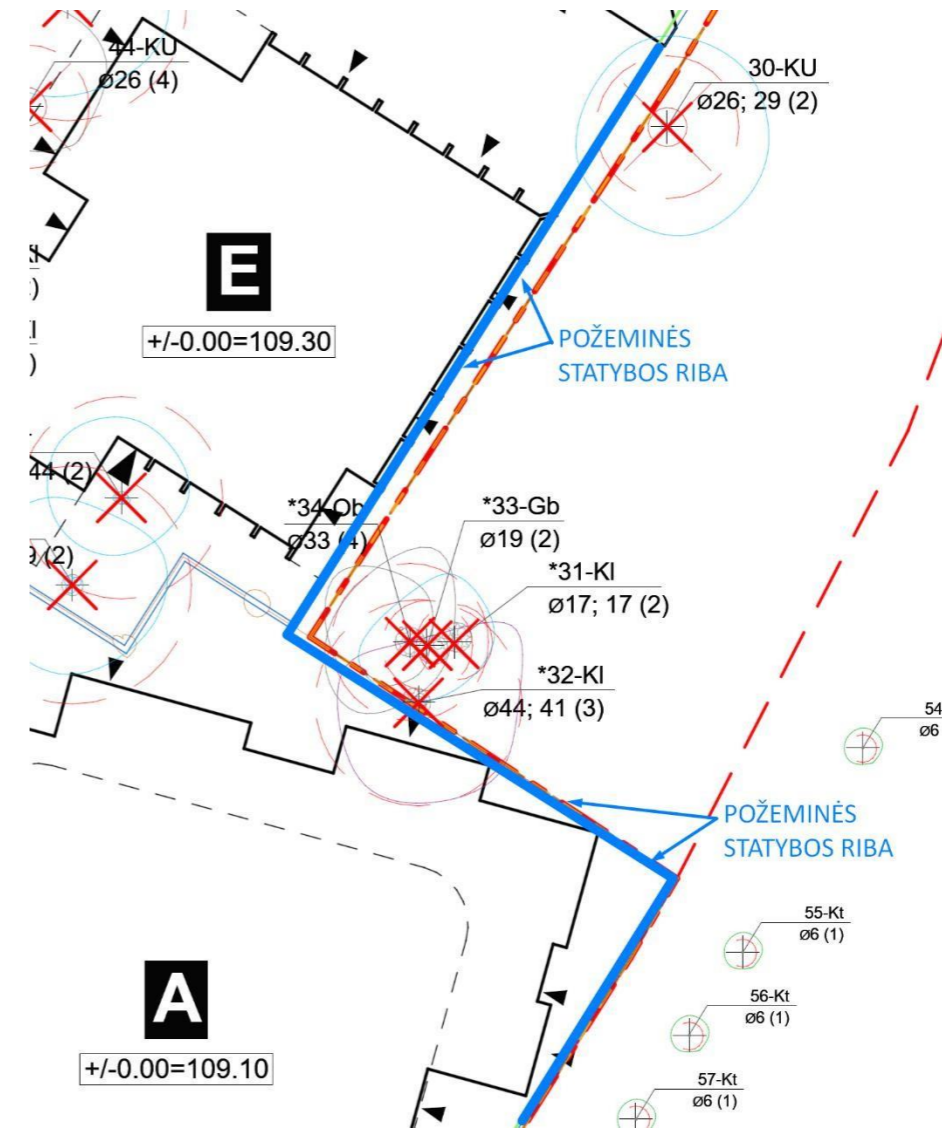 44-KU
ø26 (4)
30-KU
ø26; 29 (2)
E
+/-0.00=109.30
POŽEMINĖS
STATYBOS RIBA
44 (2)
*34-Ob
ø33 (4)
*33-Gb
ø19 (2)
9 (2)
*31-Kl
ø17; 17 (2)
*32-Kl
ø44; 41 (3)
54
ø6
POŽEMINĖS
STATYBOS RIBA
55-Kt
ø6 (1)
A
56-Kt
ø6 (1)
+/-0.00=109.10
57-Kt
ø6 (1)